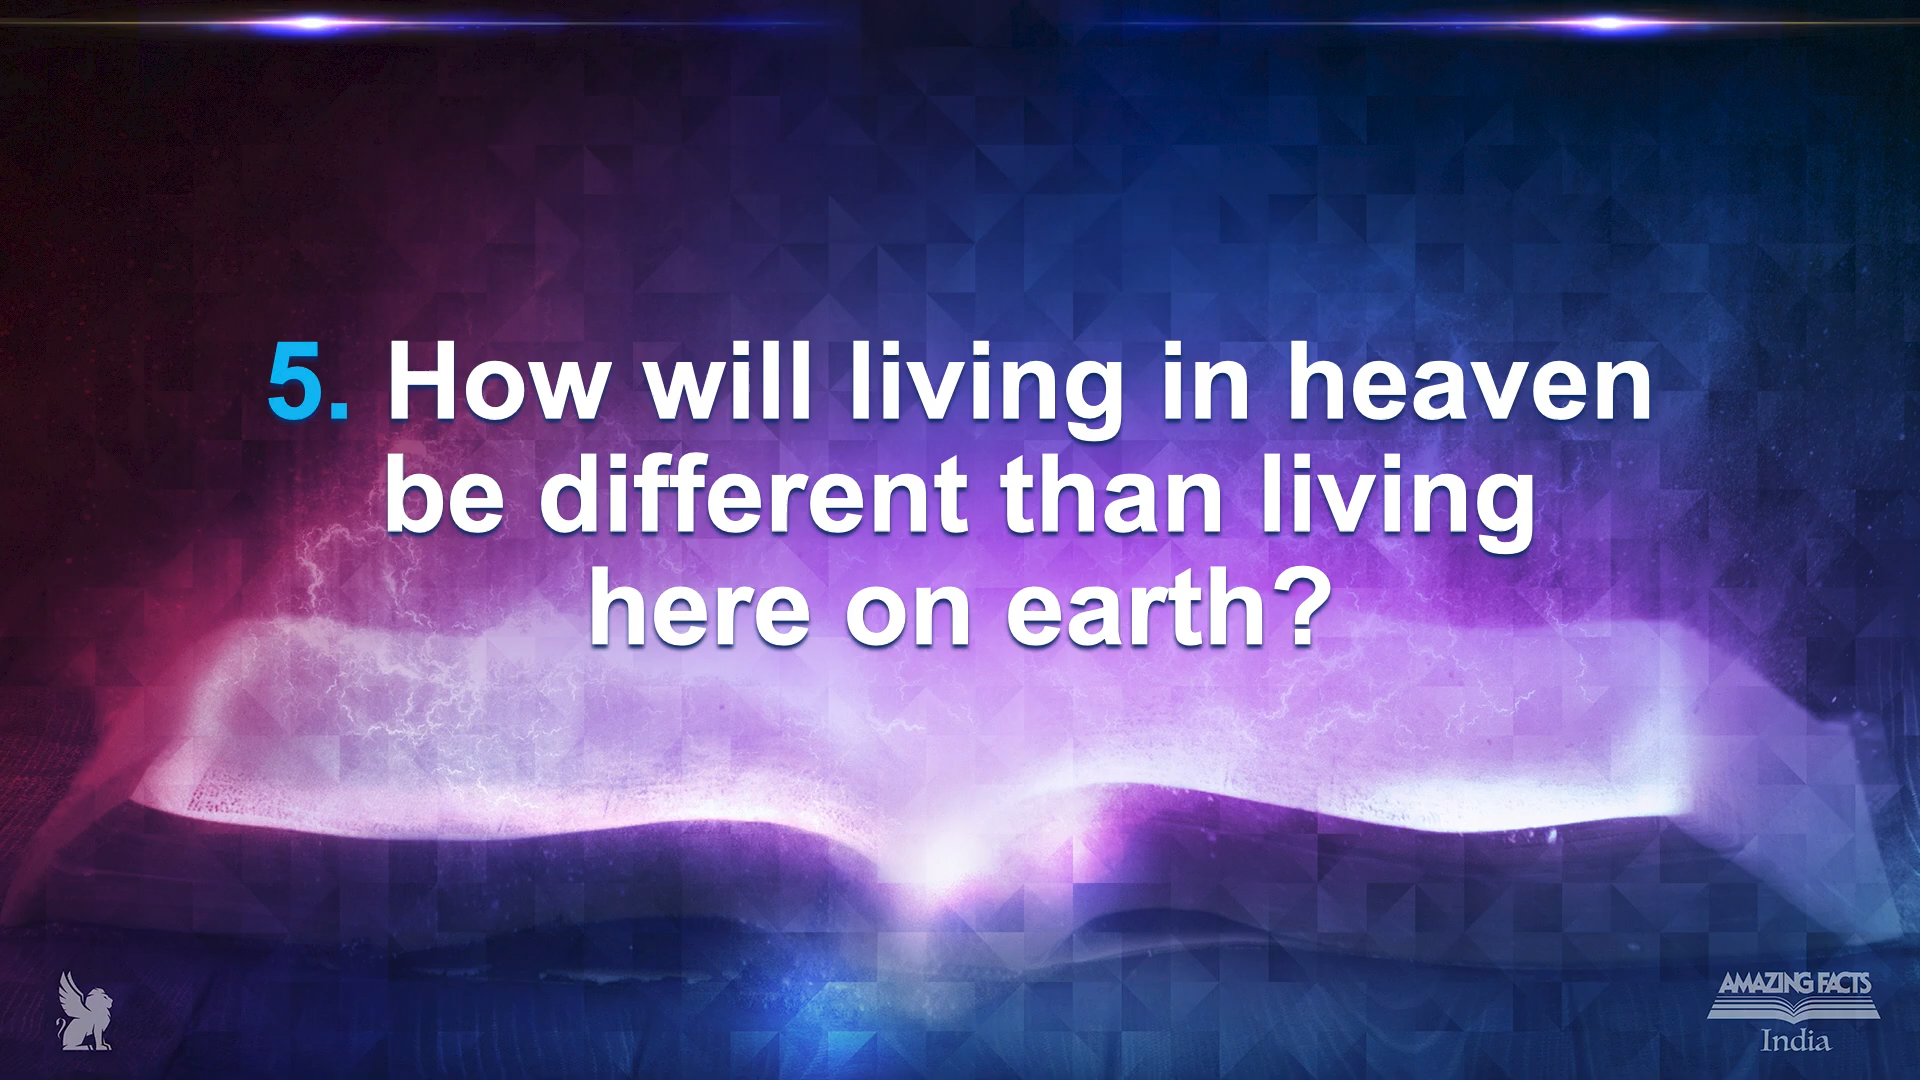 5. How will living in heaven
be different than living
here on earth?
AMAZING FACTS
India